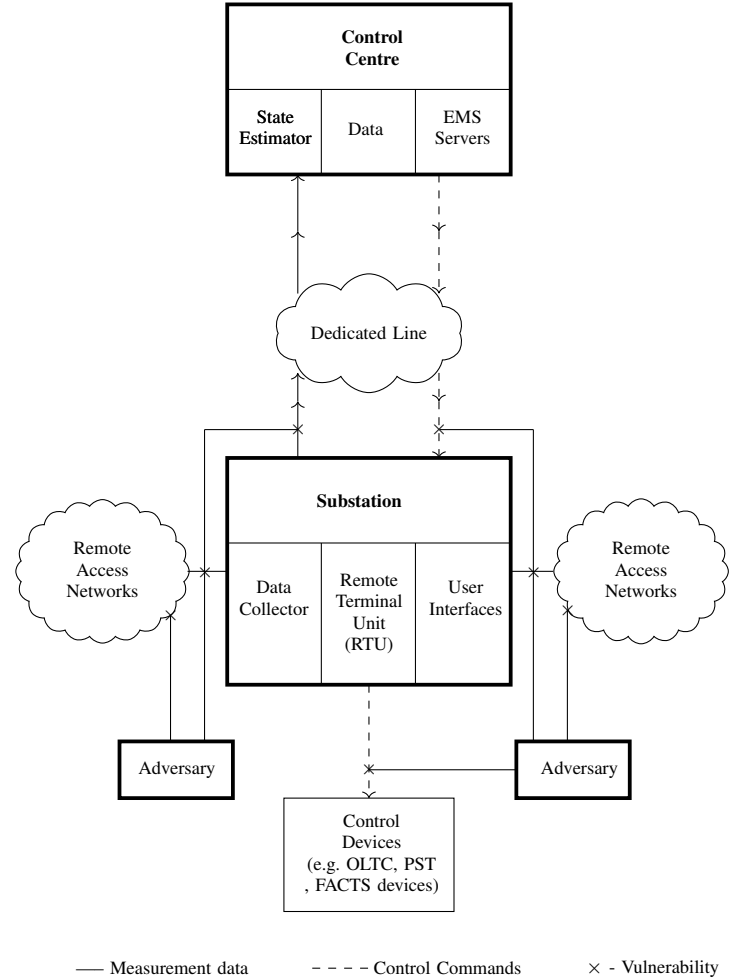 Control
Centre
State
Estimator
Data
EMS
Servers
Dedicated Line
Substation
Remote
Access
Networks
Data
Collector
Remote
Terminal
Unit
(RTU)
User
Interfaces
Remote
Access
Networks
Adversary
Adversary
Control
Devices
(e.g. OLTC, PST
, FACTS devices)
Measurement data
Control Commands
× - Vulnerability